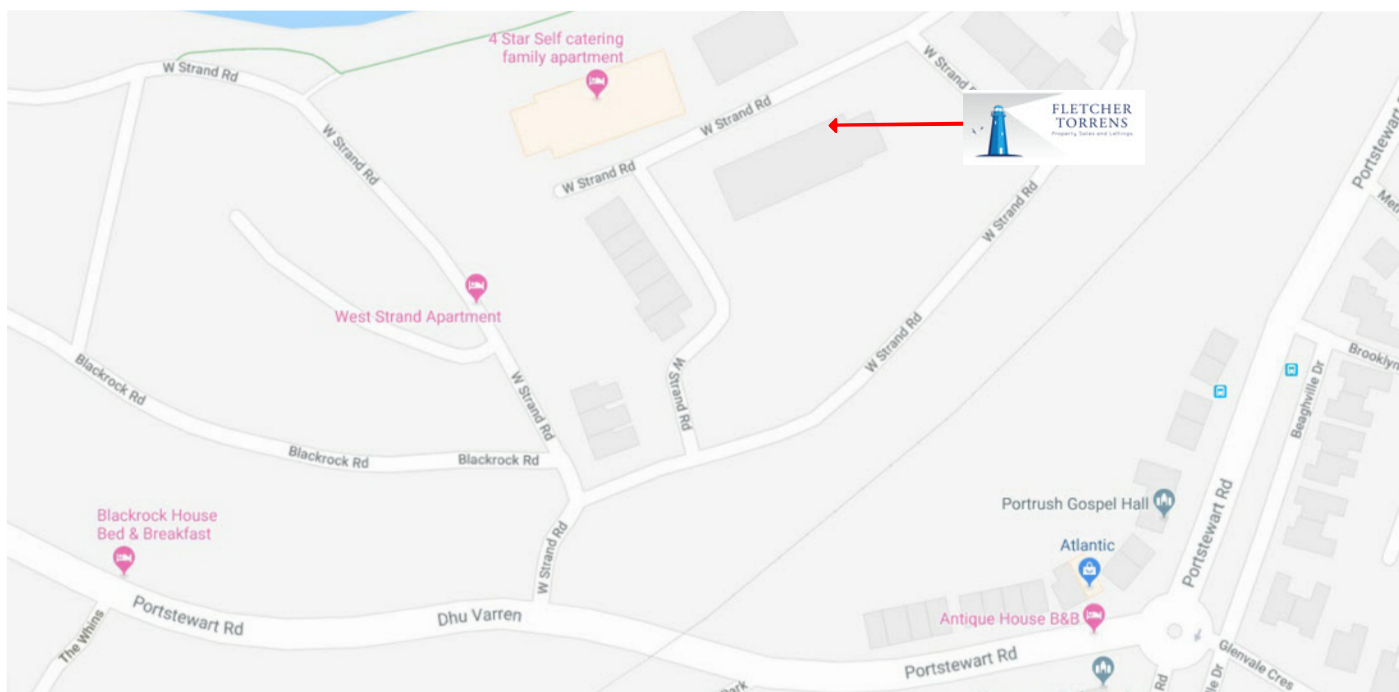 4 Star Self catering
family apartment
W Strand Rd
W Strand Rd
W Strand Rd
W Strand
FLETCHER
TORRENS
Property Sales and Lettings
W Strand Rd
W Strand Rd
W Strand Rd
Portstewart
West Strand Apartment
W Strand Rd
W Strand Rd
W Strand Rd
Brooklyn
Beaghville Dr
Blackrock Rd
Blackrock Rd
Blackrock Rd
Portrush Gospel Hall
Portstewart Rd
Blackrock House
Bed & Breakfast
W Strand Rd
Atlantic
Antique House B&B
The Whins
Portstewart Rd
Dhu Varren
Portstewart Rd
Glenvale Cres
Rd
Dr